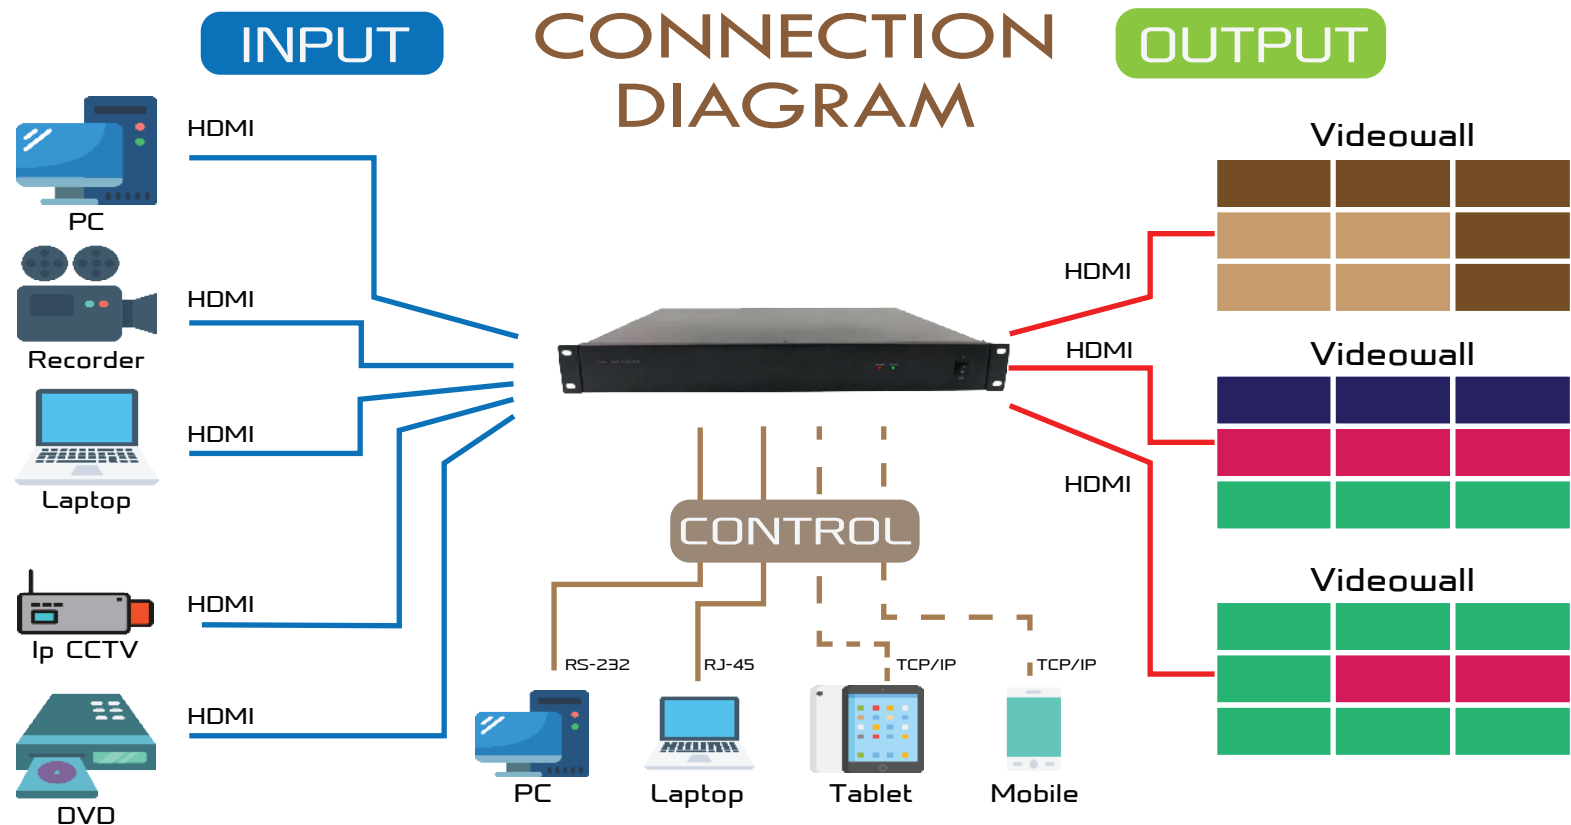 INPUT
CONNECTION
DIAGRAM
OUTPUT
HDMI
PC
HDMI
Recorder
HDMI
Laptop
HDMI
Ip CCTV
HDMI
DVD
CONTROL
RS-232
RJ-45
TCP/IP
TCP/IP
PC
Laptop
Tablet
Mobile
Videowall
HDMI
HDMI
Videowall
HDMI
Videowall